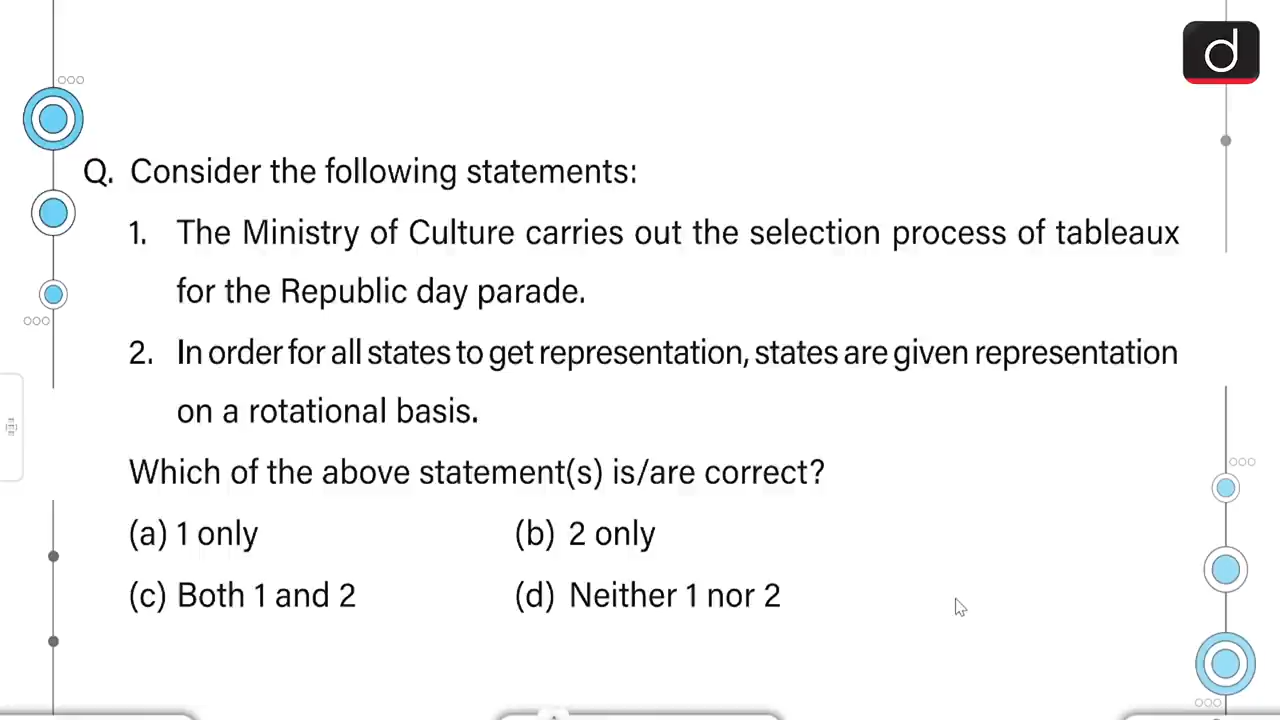 d
Q. Consider the following statements:
1. The Ministry of Culture carries out the selection process of tableaux
for the Republic day parade.
2. In order for all states to get representation, states are given representation
on a rotational basis.
Which of the above statement(s) is/are correct?
(a) 1 only (b) 2 only
(c) Both 1 and 2 (d) Neither 1 nor 2